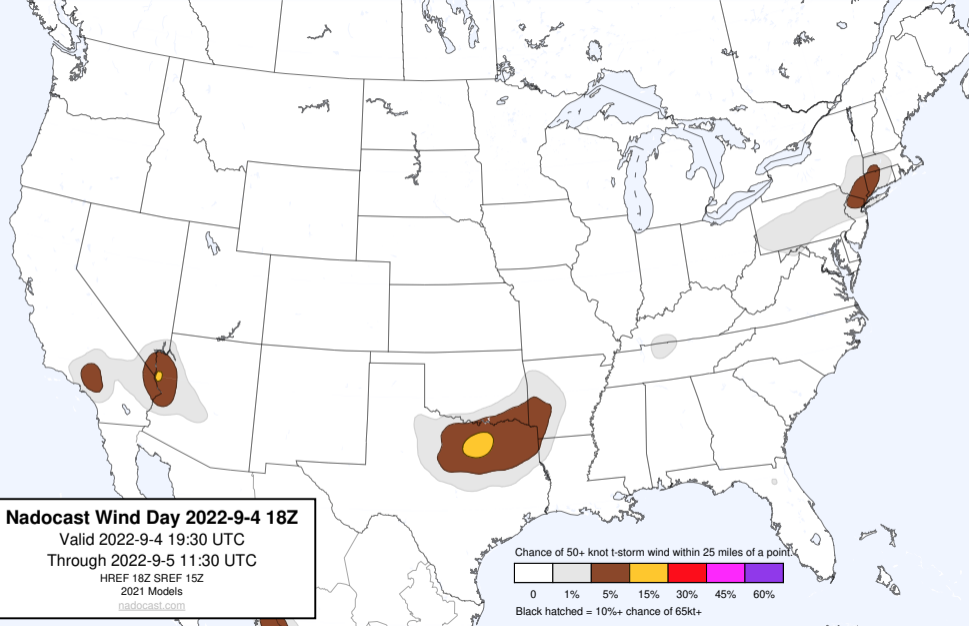 Nadocast Wind Day 2022-9-4 18Z
Valid 2022-9-4 19:30 UTC
Through 2022-9-5 11:30 UTC
HREF 18Z SREF 15Z
2021 Models
nadocast.com
Chance of 50+ knot t-storm wind within 25 miles of a point.
0 1% 5% 15% 30% 45% 60%
Black hatched = 10%+ chance of 65kt+